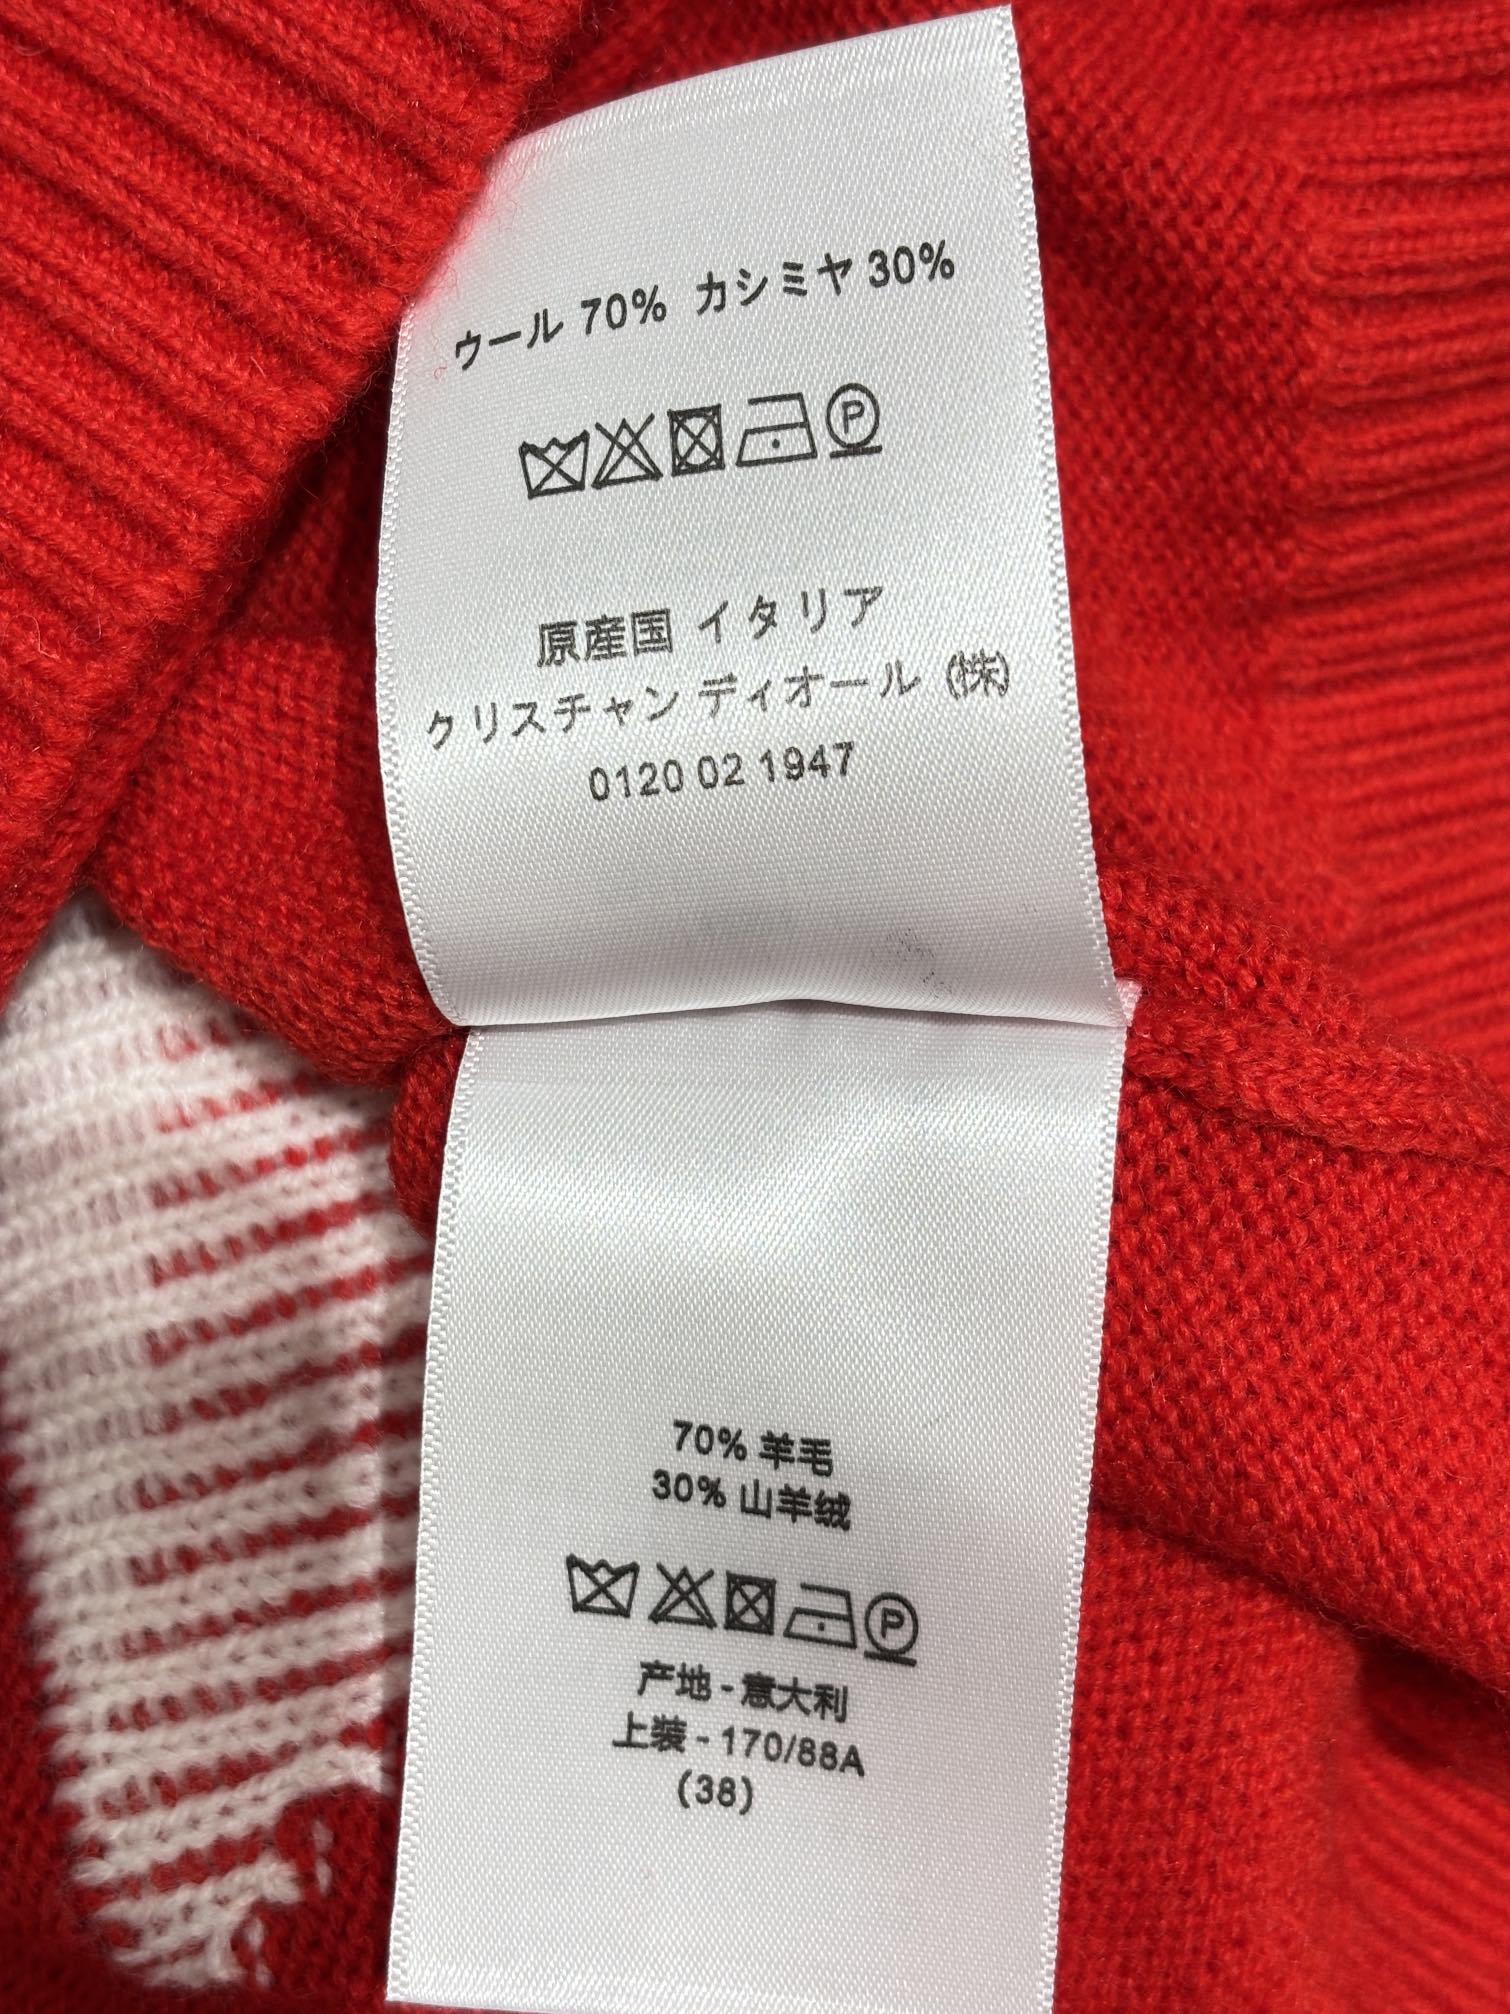 ウール 70% カシミヤ 30%
P
原産国 イタリア
クリスチャン ディオール (株)
0120 02 1947
70% 羊毛
30% 山羊绒
P
产地 - 意大利
上装 - 170/88A
(38)